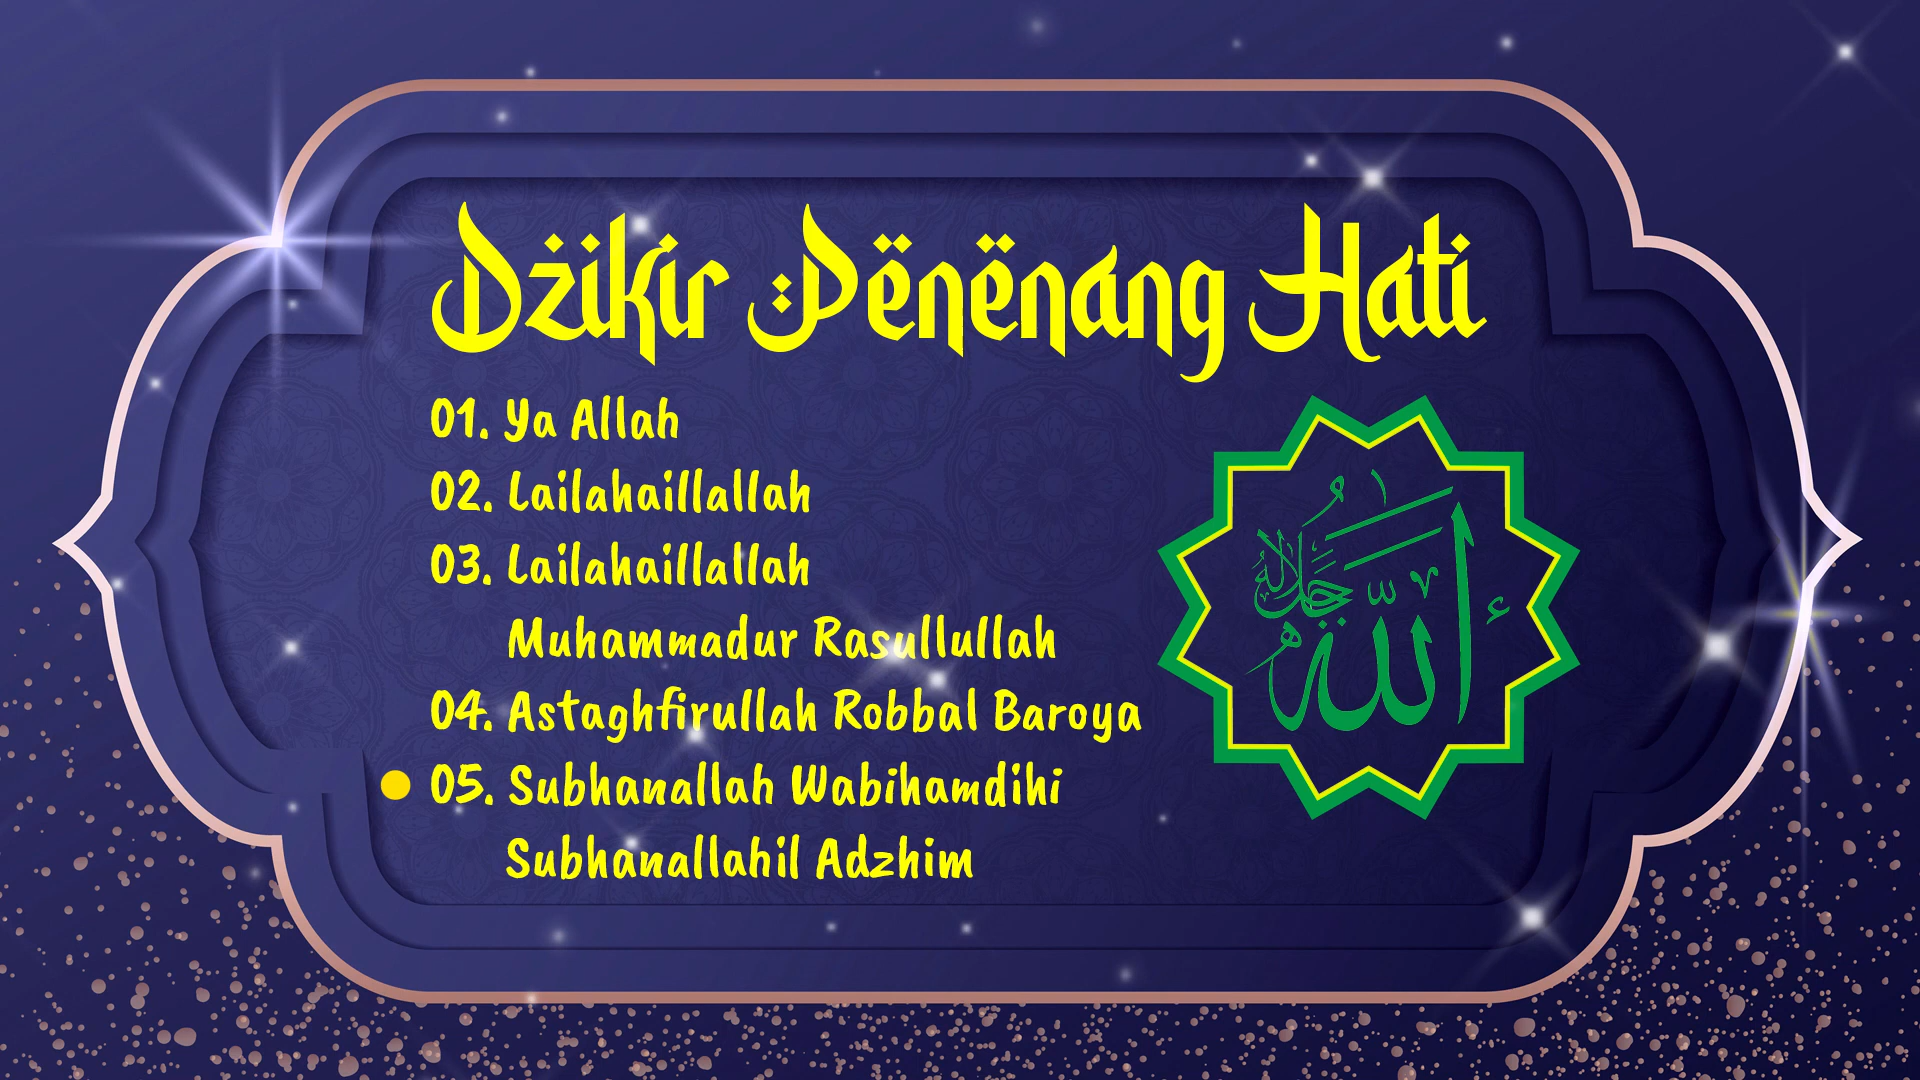 Dzikir Penenang Hati
01. Ya Allah
02. Lailahaillallah
03. Lailahaillallah
Muhammadur Rasullullah
04. Astaghfirullah Robbal Baroya
05. Subhanallah Wabihamdihi
Subhanallahil Adzhim
الله جل جلاله